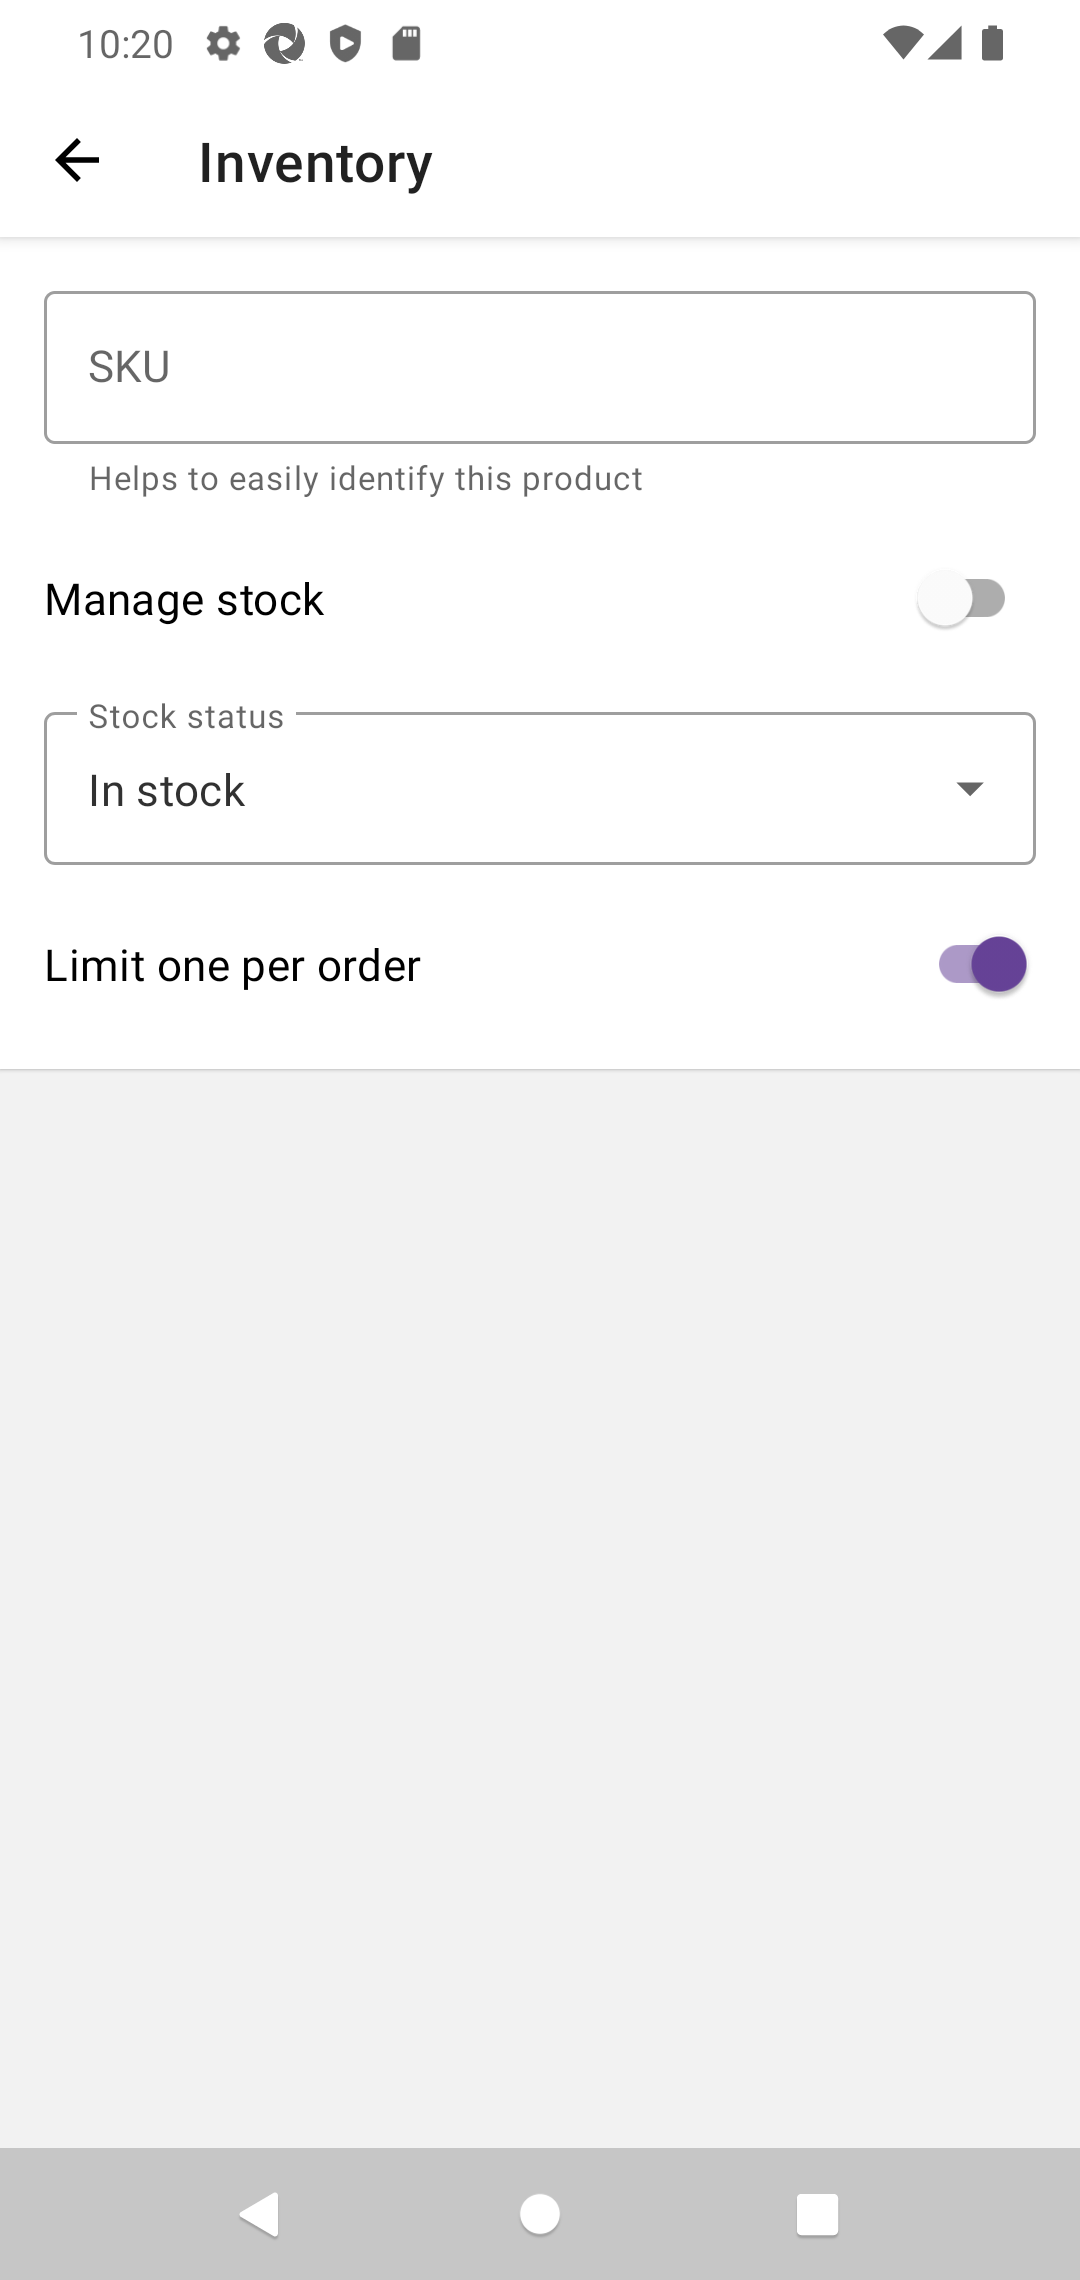 10:20
Inventory
SKU
Helps to easily identify this product
Manage stock
Stock status
In stock
Limit one per order